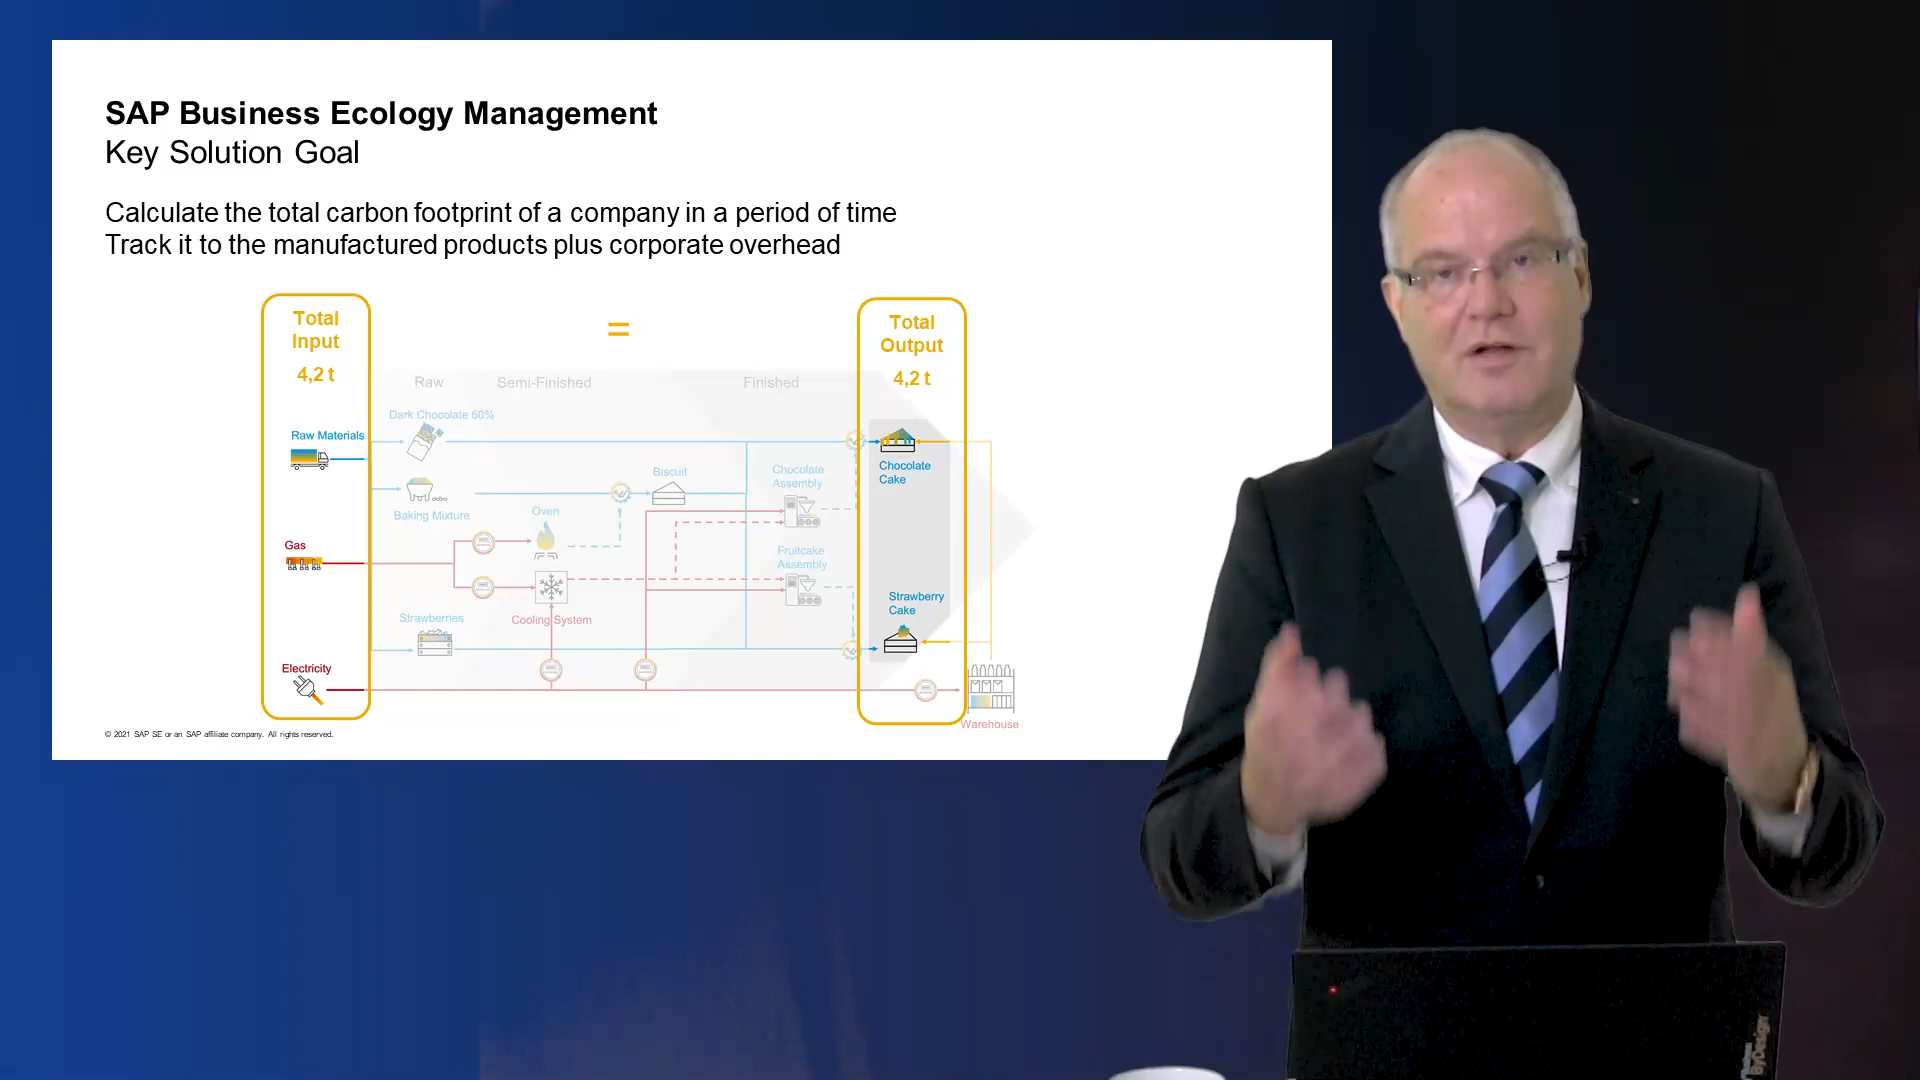 SAP Business Ecology Management
Key Solution Goal
Calculate the total carbon footprint of a company in a period of time
Track it to the manufactured products plus corporate overhead
Total
Input
4,2 t
=
Total
Output
4,2 t
Raw
Semi-Finished
Finished
Dark Chocolate 60%
Raw Materials
Biscuit
Chocolate
Assembly
Chocolate
Cake
Baking Mixture
Oven
Gas
Fruitcake
Assembly
Strawberries
Cooling System
Strawberry
Cake
Electricity
Warehouse
© 2021 SAP SE or an SAP affiliate company. All rights reserved.
ByDesign